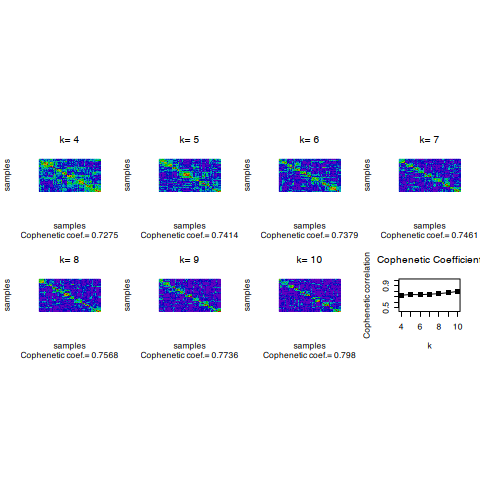 k= 4
k= 5
k= 6
k= 7
samples
samples
samples
samples
samples
samples
samples
samples
Cophenetic coef.= 0.7275
Cophenetic coef.= 0.7414
Cophenetic coef.= 0.7379
Cophenetic coef.= 0.7461
k= 8
k= 9
k= 10
Cophenetic Coefficien
samples
samples
samples
Cophenetic correlation
0.9
0.5
4
6
8
10
samples
samples
samples
k
Cophenetic coef.= 0.7568
Cophenetic coef.= 0.7736
Cophenetic coef.= 0.798